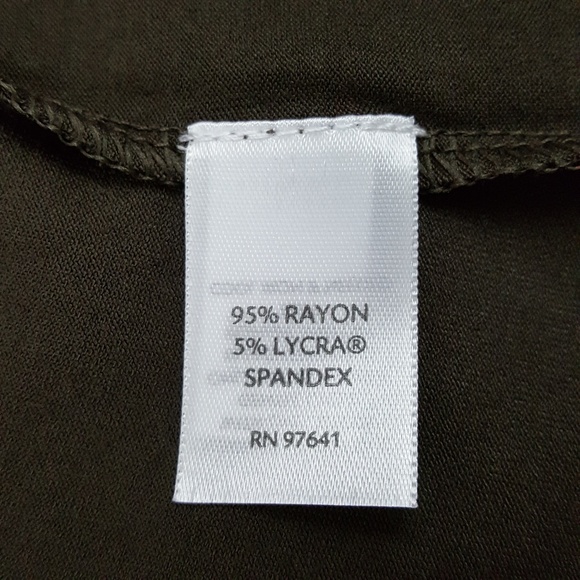 95% RAYON
5% LYCRA®
SPANDEX
RN 97641